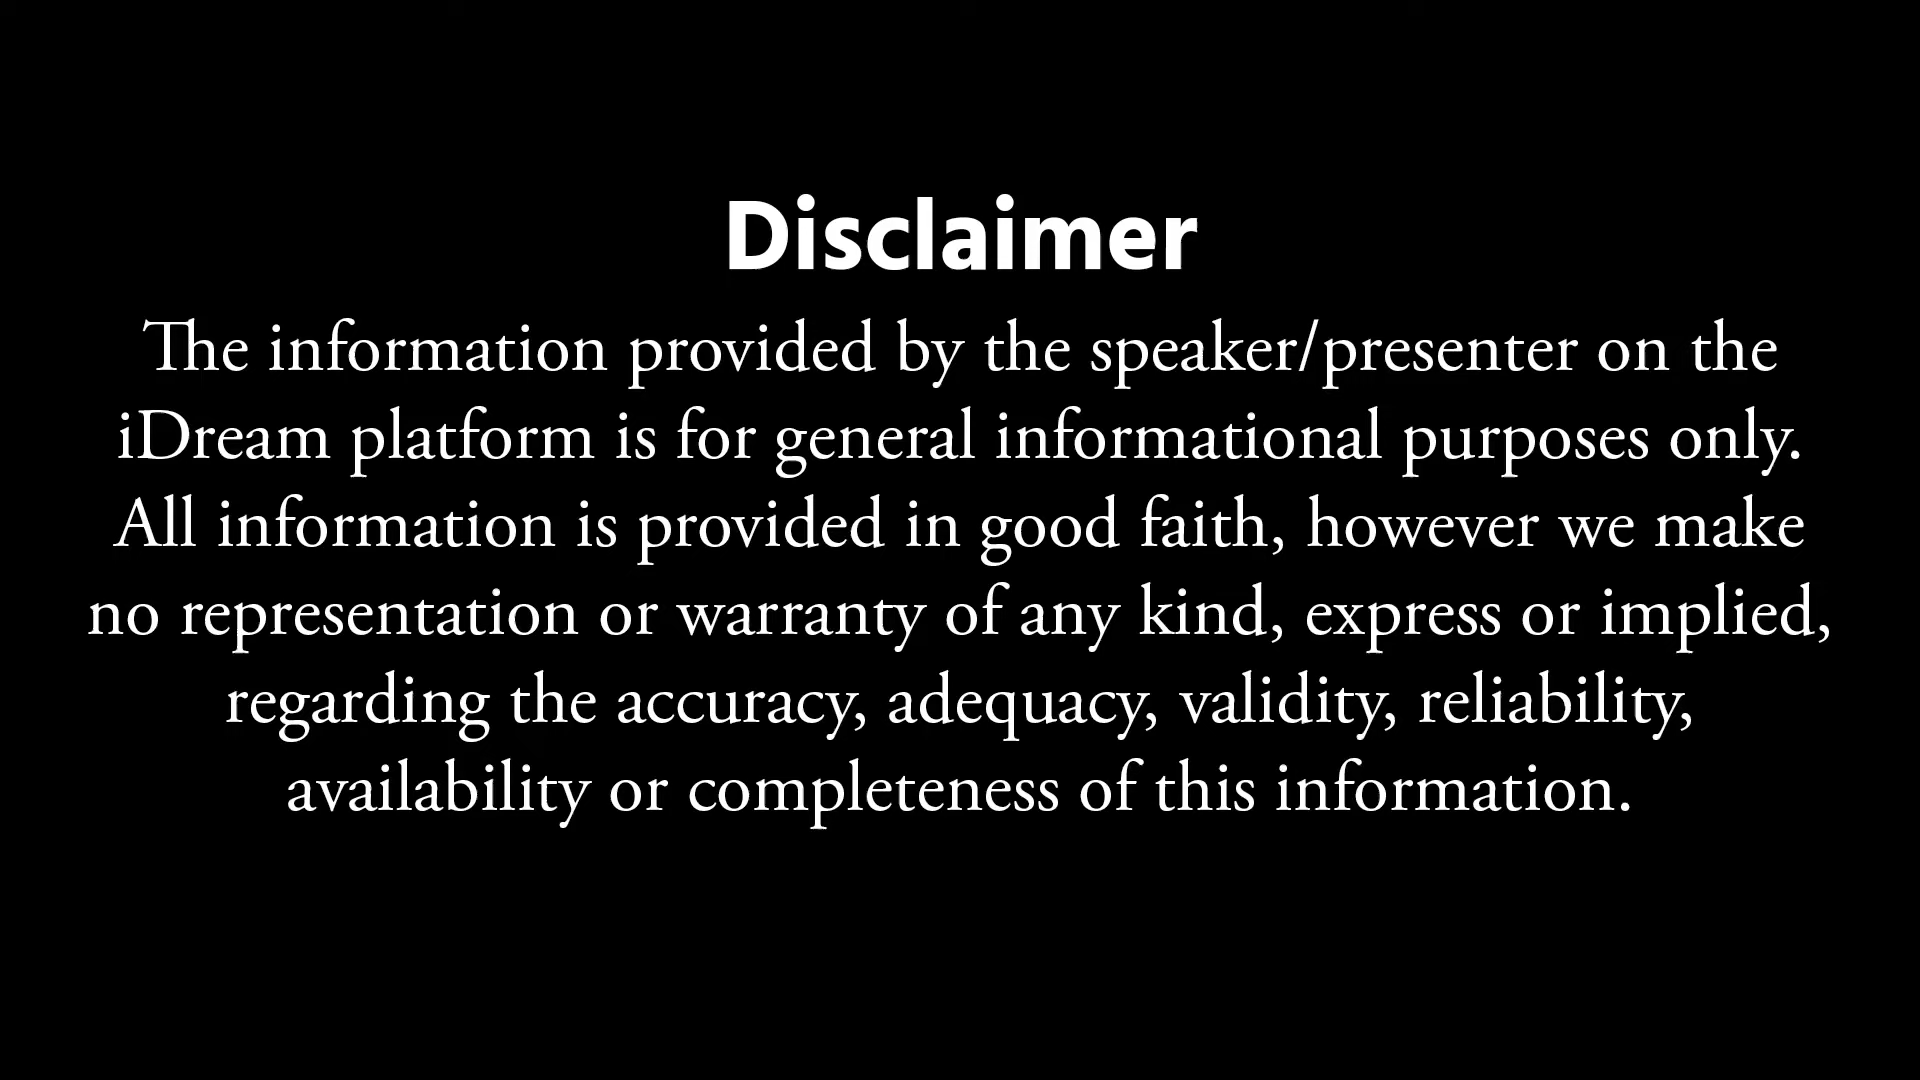 Disclaimer
The information provided by the speaker/presenter on the
iDream platform is for general informational purposes only.
All information is provided in good faith, however we make
no representation or warranty of any kind, express or implied,
regarding the accuracy, adequacy, validity, reliability,
availability or completeness of this information.